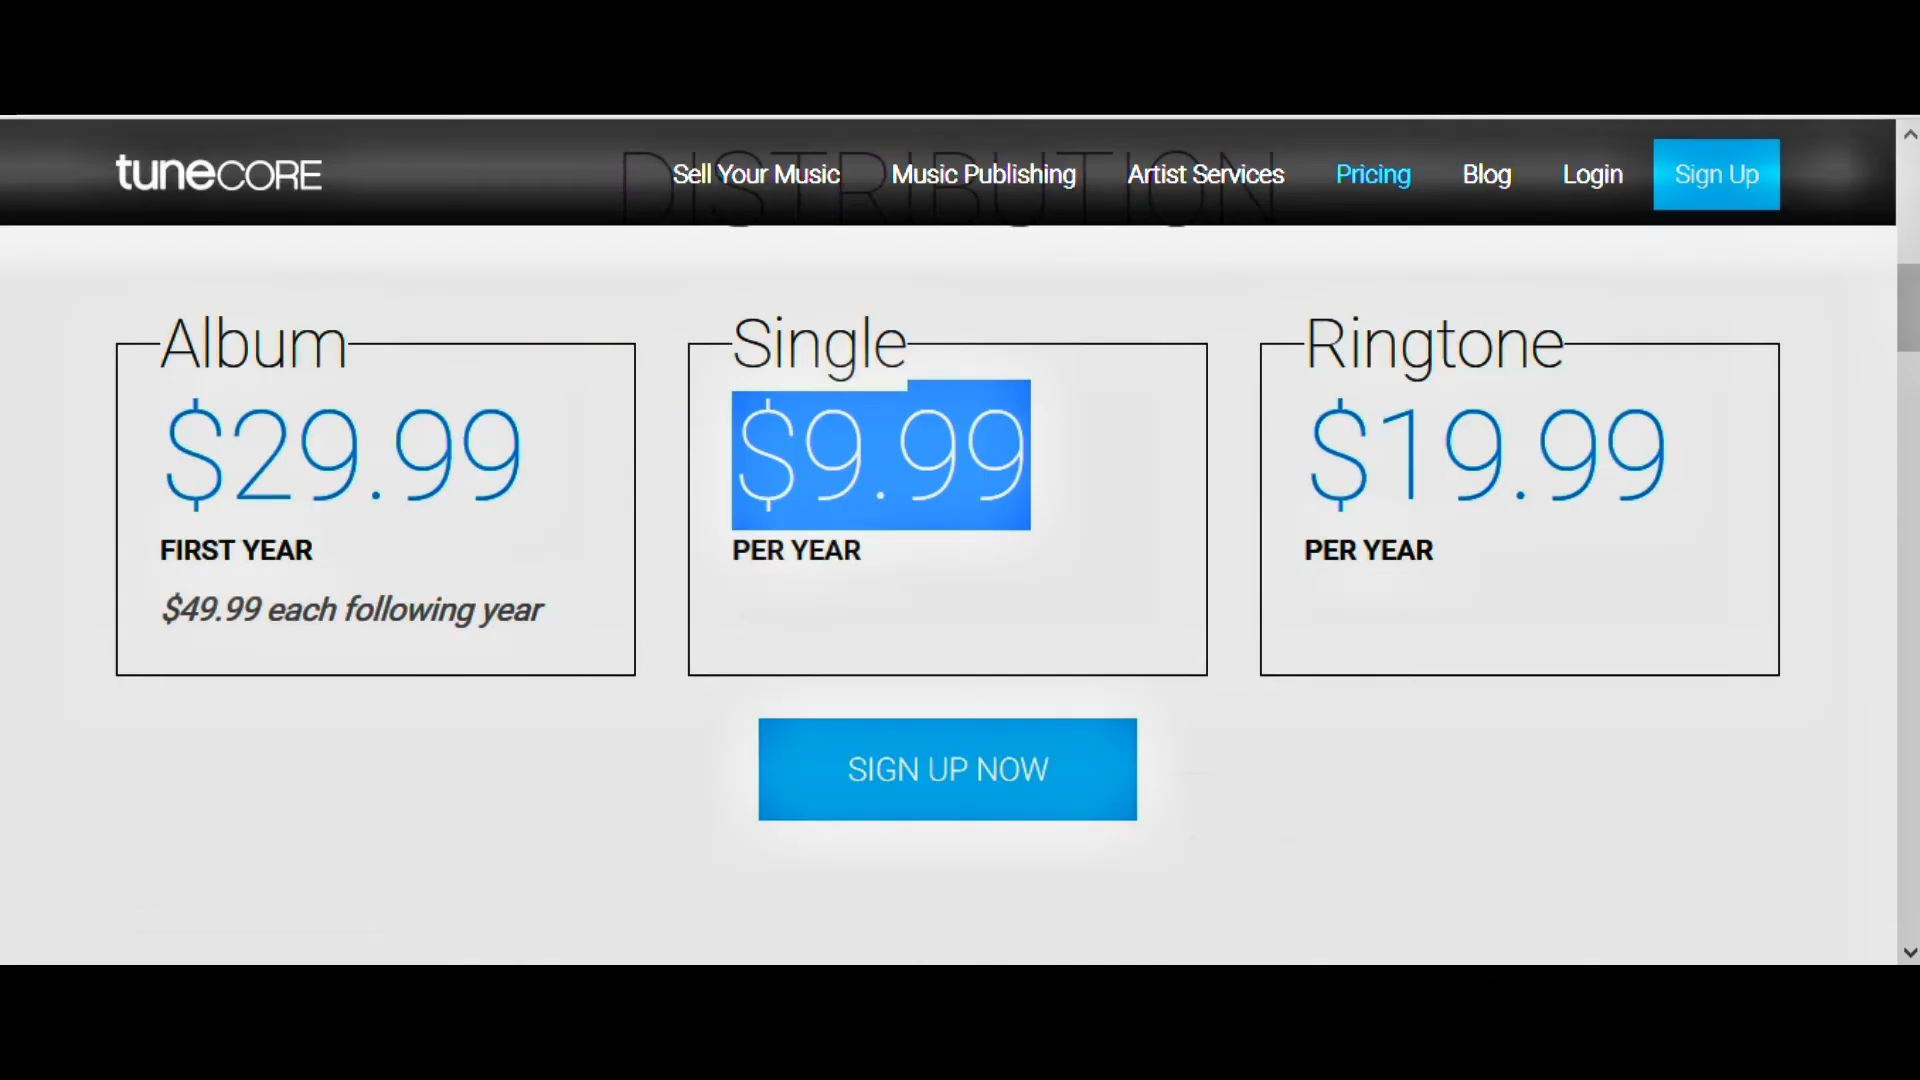 tuneCORE
Sell Your Music
Music Publishing
Artist Services
Pricing
Blog
Login
Sign Up
DISTRIBUTION
Album
$29.99
FIRST YEAR
$49.99 each following year
Single
$9.99
PER YEAR
Ringtone
$19.99
PER YEAR
SIGN UP NOW